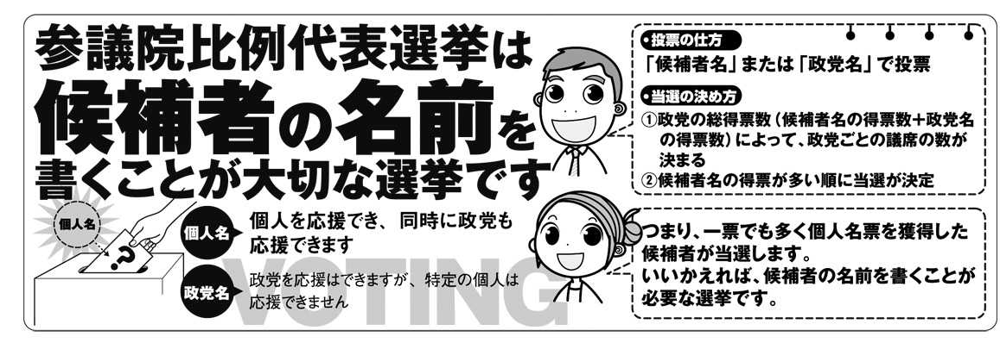 参議院比例代表選挙は
候補者の名前を
書くことが大切な選挙です
個人名
?
個人名
個人を応援でき、同時に政党も
応援できます
政党名
政党を応援はできますが、特定の個人は
応援できません
VOTING
•投票の仕方
「候補者名」または「政党名」で投票
•当選の決め方
①政党の総得票数（候補者名の得票数＋政党名
の得票数）によって、政党ごとの議席の数が
決まる
②候補者名の得票が多い順に当選が決定
つまり、一票でも多く個人名票を獲得した
候補者が当選します。
いいかえれば、候補者の名前を書くことが
必要な選挙です。